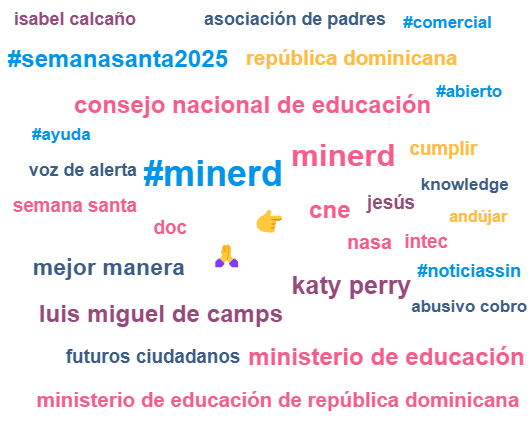 isabel calcaño
asociación de padres
#comercial
#semanasanta2025
república dominicana
#abierto
consejo nacional de educación
#ayuda
minerd
cumplir
voz de alerta
#minerd
knowledge
semana santa
cne
jesús
andújar
doc
nasa
intec
mejor manera
#noticiassin
katy perry
abusivo cobro
luis miguel de camps
futuros ciudadanos
ministerio de educación
ministerio de educación de república dominicana